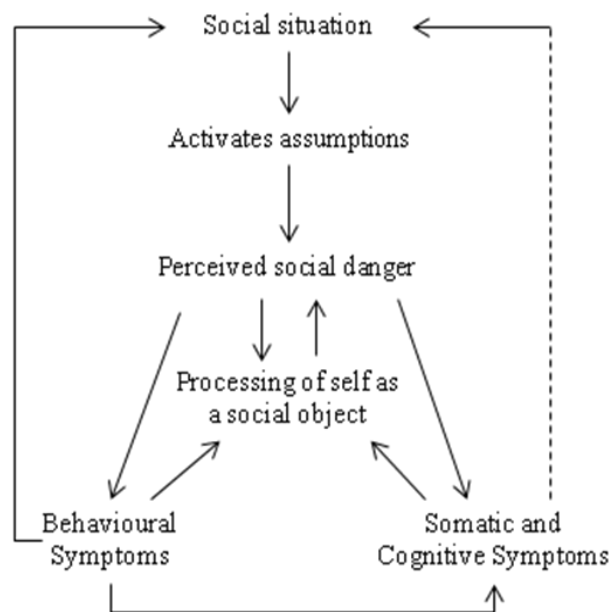 Social situation
Activates assumptions
Perceived social danger
Processing of self as
a social object
Behavioural
Symptoms
Somatic and
Cognitive Symptoms